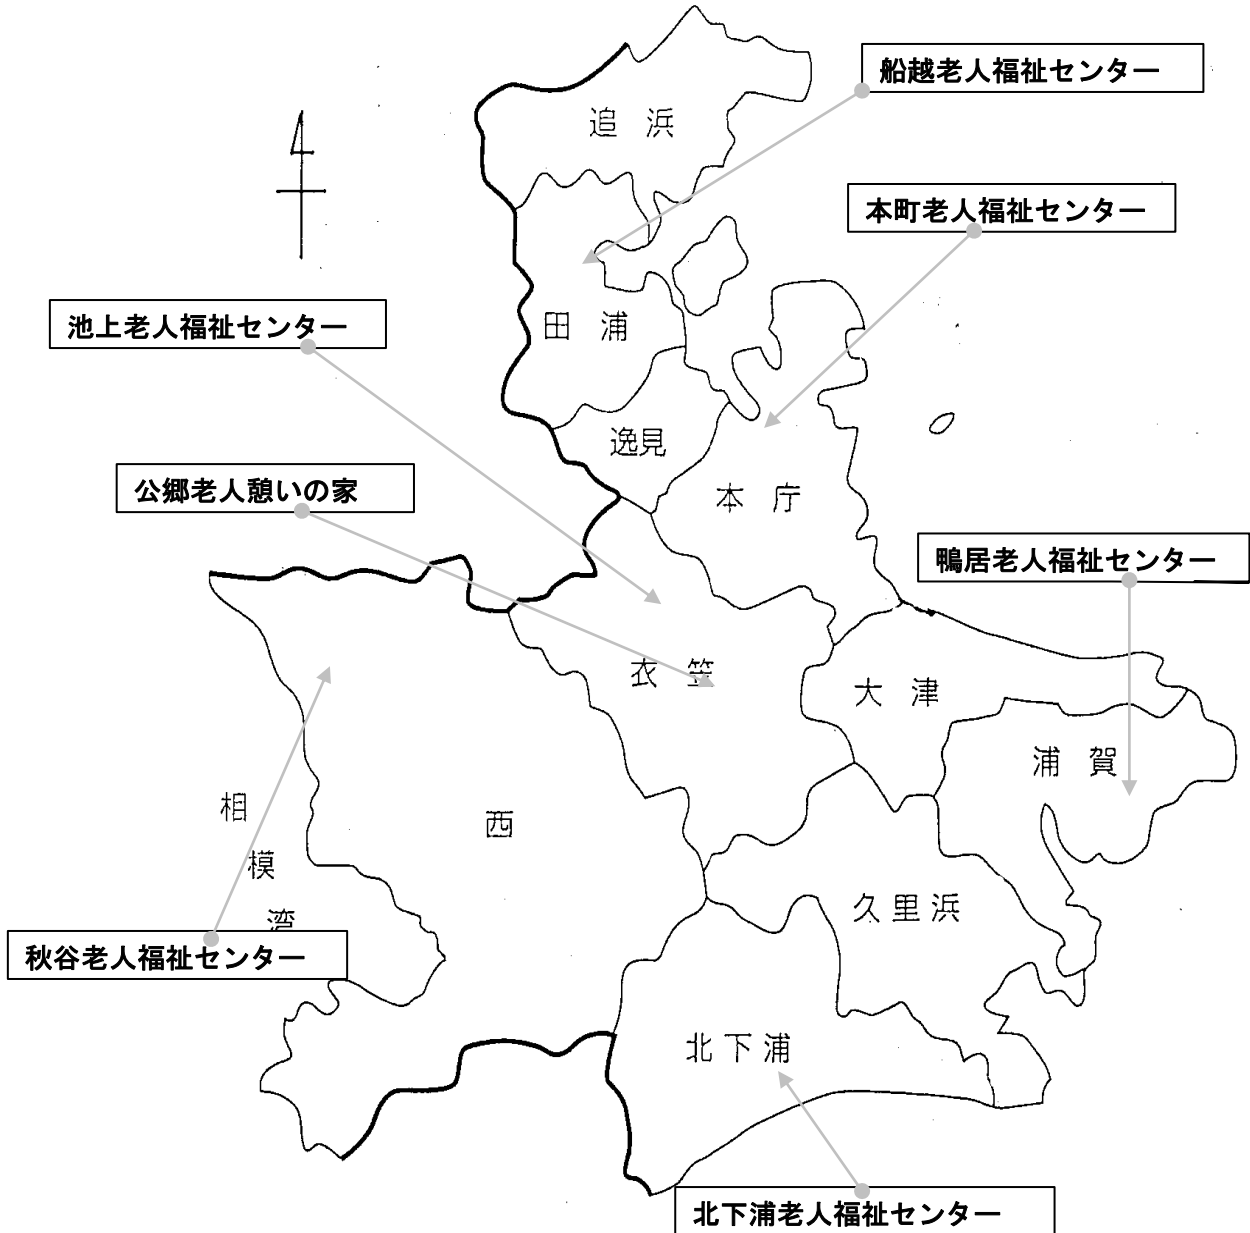 船越老人福祉センター
追浜
本町老人福祉センター
池上老人福祉センター
田浦
逸見
公郷老人憩いの家
本庁
鴨居老人福祉センター
衣笠
大津
浦賀
相模湾
西
久里浜
秋谷老人福祉センター
北下浦
北下浦老人福祉センター